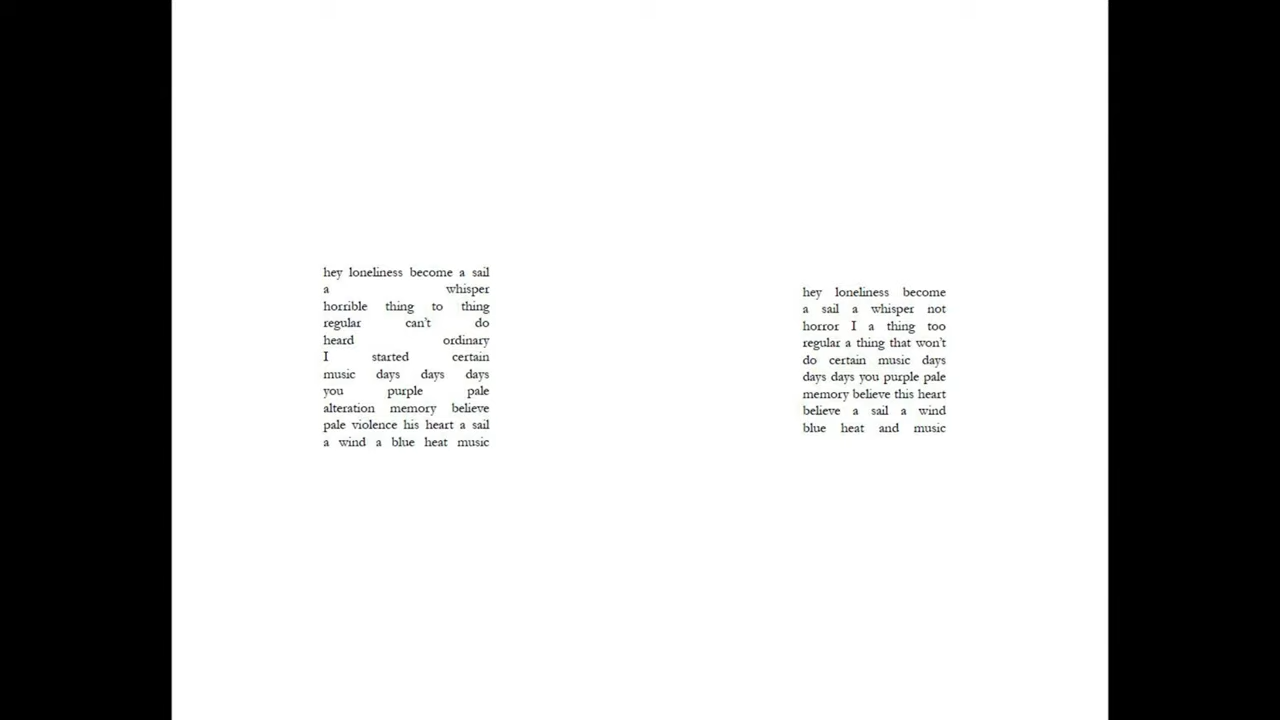 hey loneliness become a sail
a whisper
horrible thing to thing
regular can't do
heard ordinary
I started certain
music days days days
you purple pale
alteration memory believe
pale violence his heart a sail
a wind a blue heat music
hey loneliness become
a sail a whisper not
horror I a thing too
regular a thing that won't
do certain music days
days days you purple pale
memory believe this heart
believe a sail a wind
blue heat and music